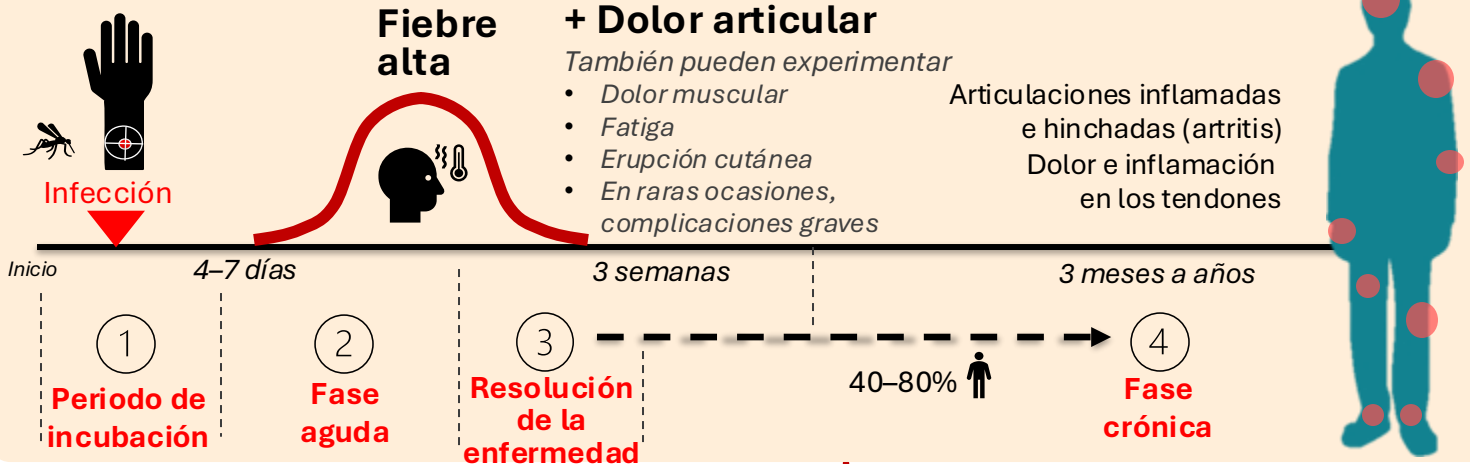 Fiebre
alta
+ Dolor articular
También pueden experimentar
• Dolor muscular
• Fatiga
• Erupción cutánea
• En raras ocasiones,
complicaciones graves
Articulaciones inflamadas
e hinchadas (artritis)
Dolor e inflamación
en los tendones
Infección
Inicio
4–7 días
3 semanas
3 meses a años
1
Periodo de
incubación
2
Fase
aguda
3
Resolución
de la
enfermedad
40–80%
4
Fase
crónica